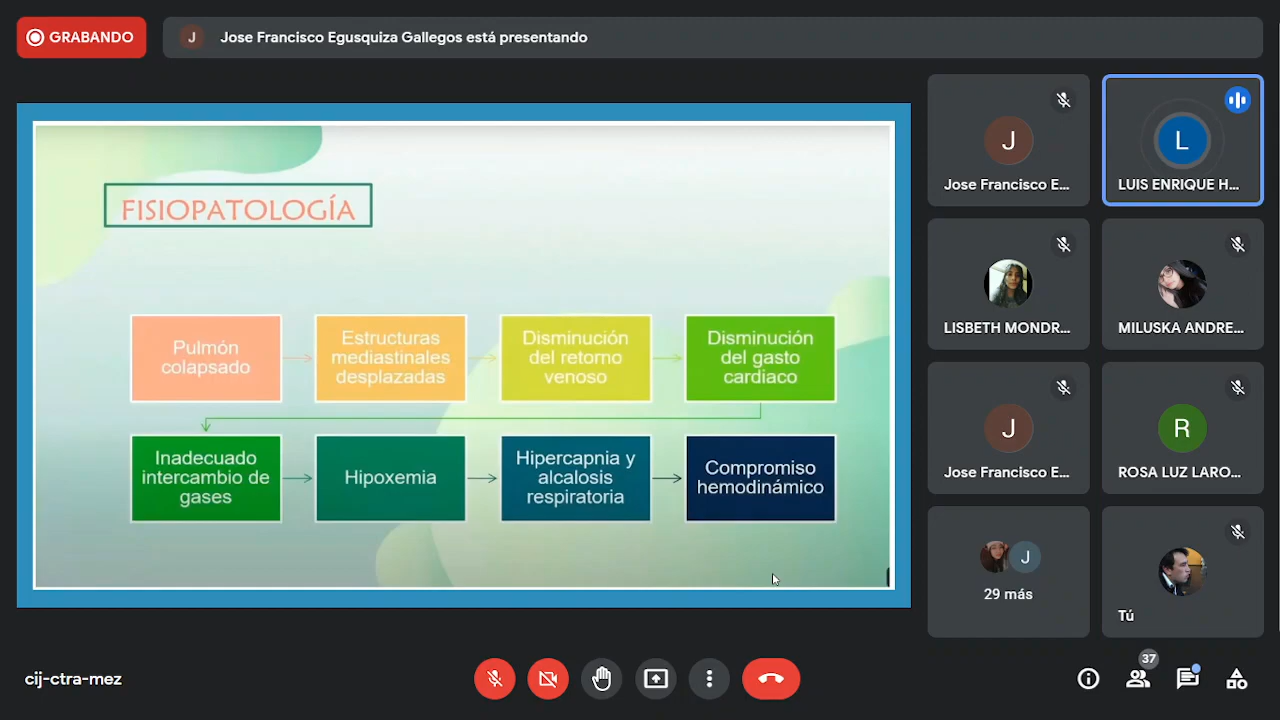 GRABANDO
J
Jose Francisco Egusquiza Gallegos está presentando
FISIOPATOLOGÍA
Pulmón
colapsado
Estructuras
mediastinales
desplazadas
Disminución
del retorno
venoso
Disminución
del gasto
cardiaco
Inadecuado
intercambio de
gases
Hipoxemia
Hipercapnia y
alcalosis
respiratoria
Compromiso
hemodinámico
J
Jose Francisco E...
L
LUIS ENRIQUE H...
LISBETH MONDR...
MILUSKA ANDRE...
J
Jose Francisco E...
R
ROSA LUZ LARO...
J
29 más
Tú
cij-ctra-mez
37